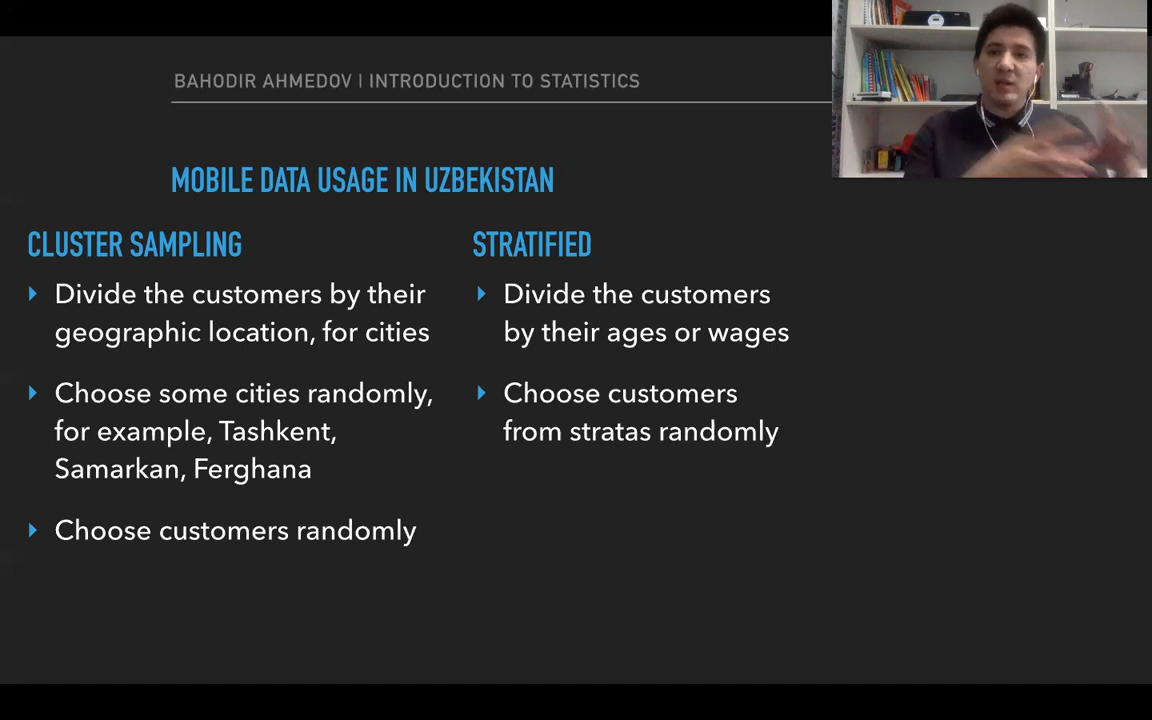 BAHODIR AHMEDOV | INTRODUCTION TO STATISTICS
MOBILE DATA USAGE IN UZBEKISTAN
CLUSTER SAMPLING
Divide the customers by their
geographic location, for cities
Choose some cities randomly,
for example, Tashkent,
Samarkan, Ferghana
Choose customers randomly
STRATIFIED
Divide the customers
by their ages or wages
Choose customers
from stratas randomly